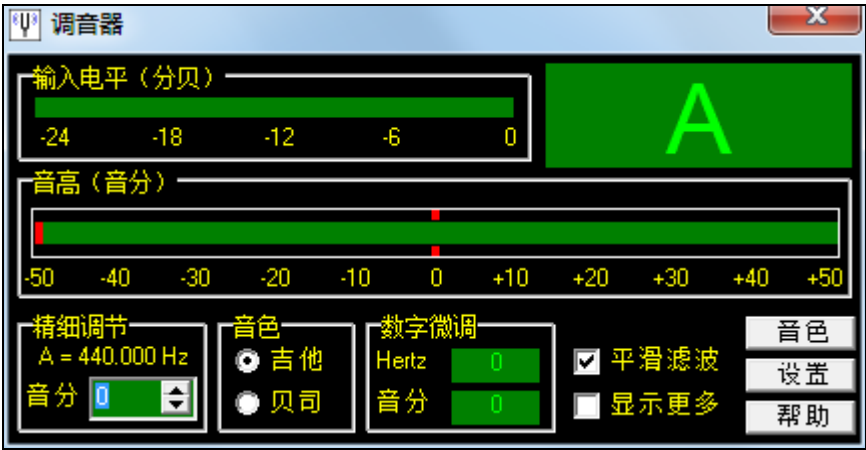 调音器
输入电平（分贝）
-24 -18 -12 -6 0
A
音高（音分）
-50 -40 -30 -20 -10 0 +10 +20 +30 +40 +50
精细调节
A = 440.000 Hz
音分 0
音色
吉他
贝司
数字微调
Hertz 0
音分 0
平滑滤波
显示更多
音色
设置
帮助